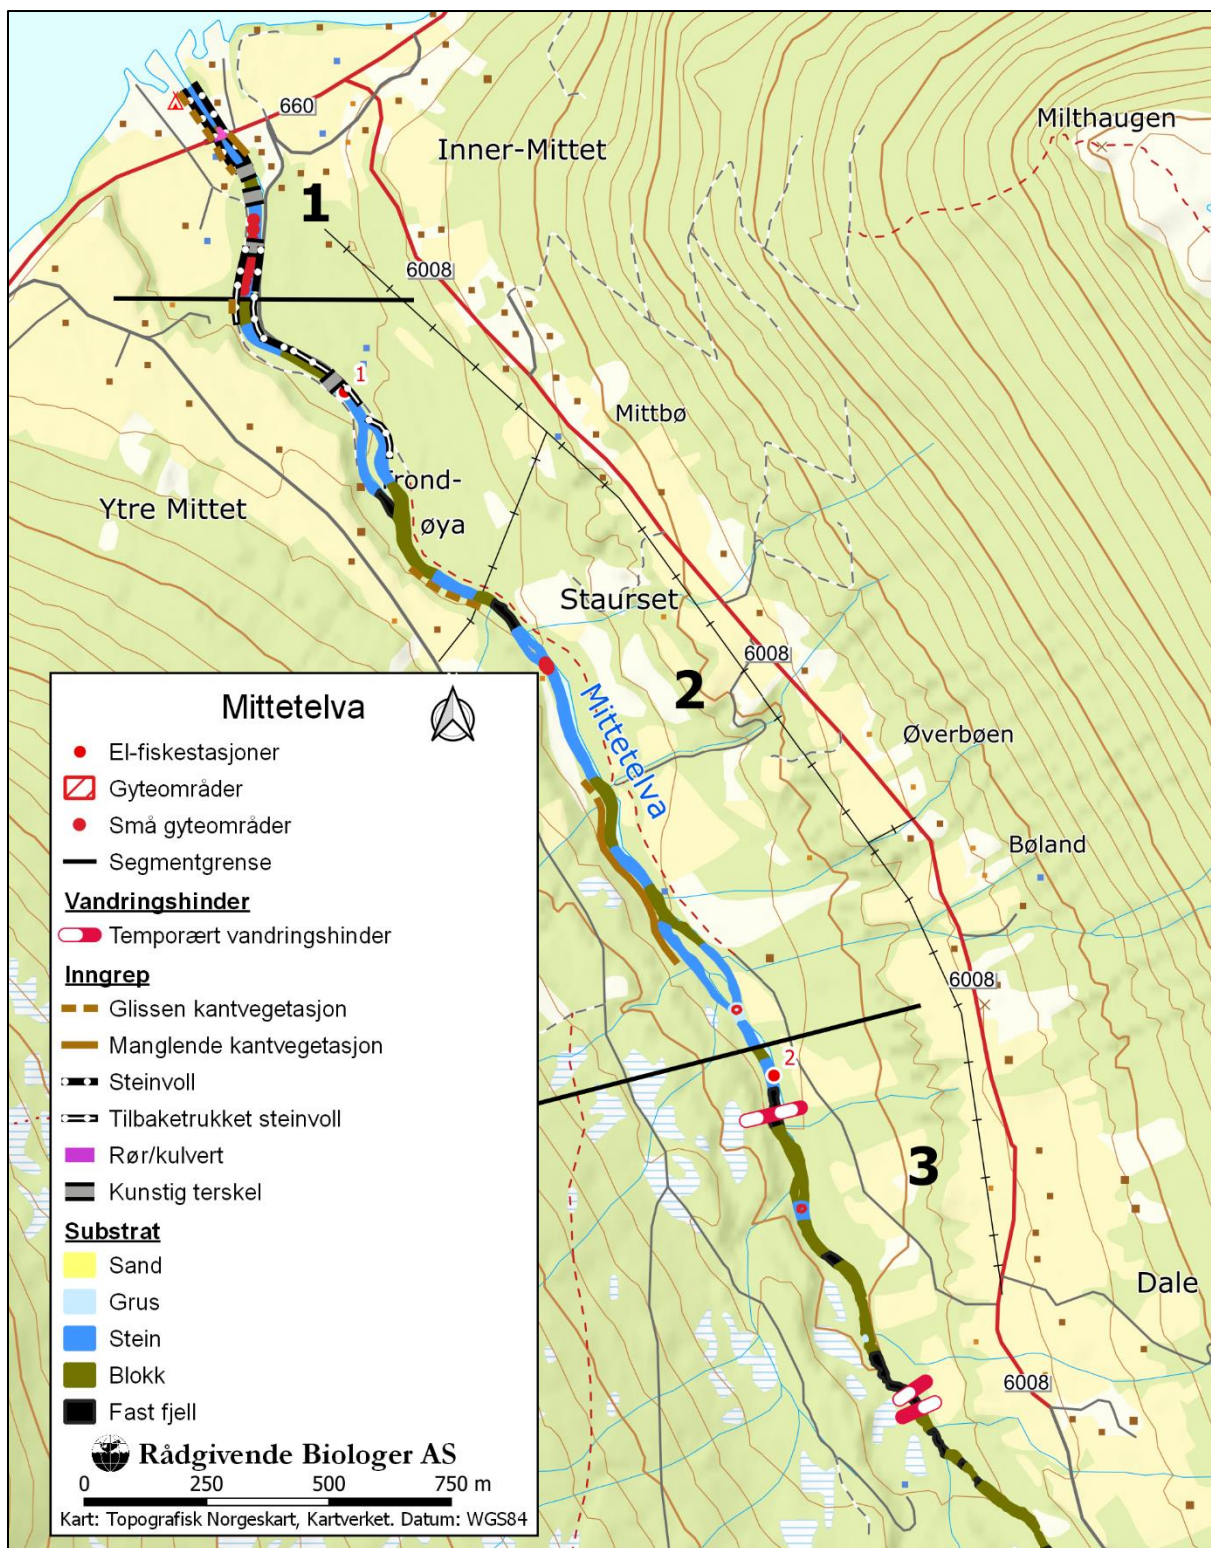 660
Milthaugen
Inner-Mittet
1
6008
1
Mittbø
Ytre Mittet
Trond-
øya
Staurset
6008
2
Mittetelva
Øverbøen
Bøland
6008
2
3
Dale
6008
Mittetelva
El-fiskestasjoner
Gyteområder
Små gyteområder
Segmentgrense
Vandringshinder
Temporært vandringshinder
Inngrep
Glissen kantvegetasjon
Manglende kantvegetasjon
Steinvoll
Tilbaketrukket steinvoll
Rør/kulvert
Kunstig terskel
Substrat
Sand
Grus
Stein
Blokk
Fast fjell
Rådgivende Biologer AS
0 250 500 750 m
Kart: Topografisk Norgeskart, Kartverket. Datum: WGS84